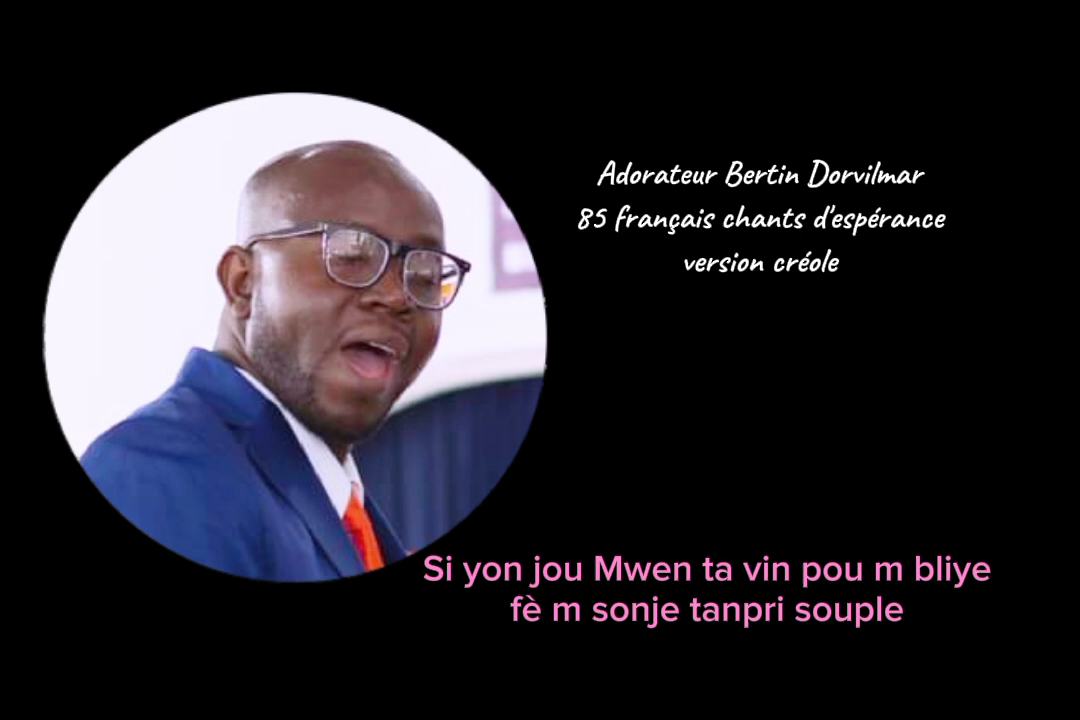 Adorateur Bertin Dorvilmar
85 français chants d'espérance
version créole
Si yon jou Mwen ta vin pou m bliye
fè m sonje tanpri souple